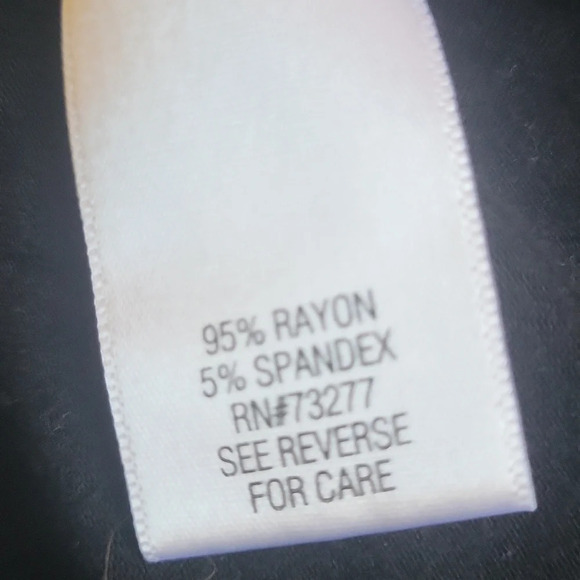 95% RAYON
5% SPANDEX
RN#73277
SEE REVERSE
FOR CARE